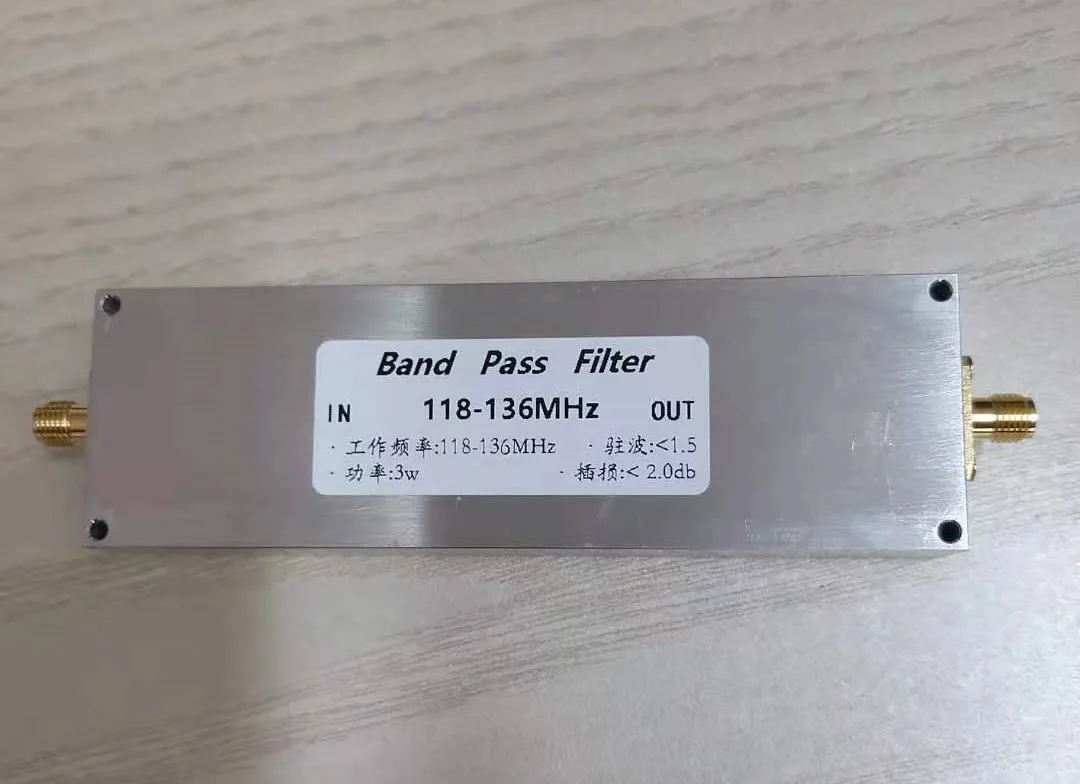 Band Pass Filter
IN 118-136MHz OUT
· 工作频率:118-136MHz · 驻波:<1.5
· 功率:3w · 插损:< 2.0db